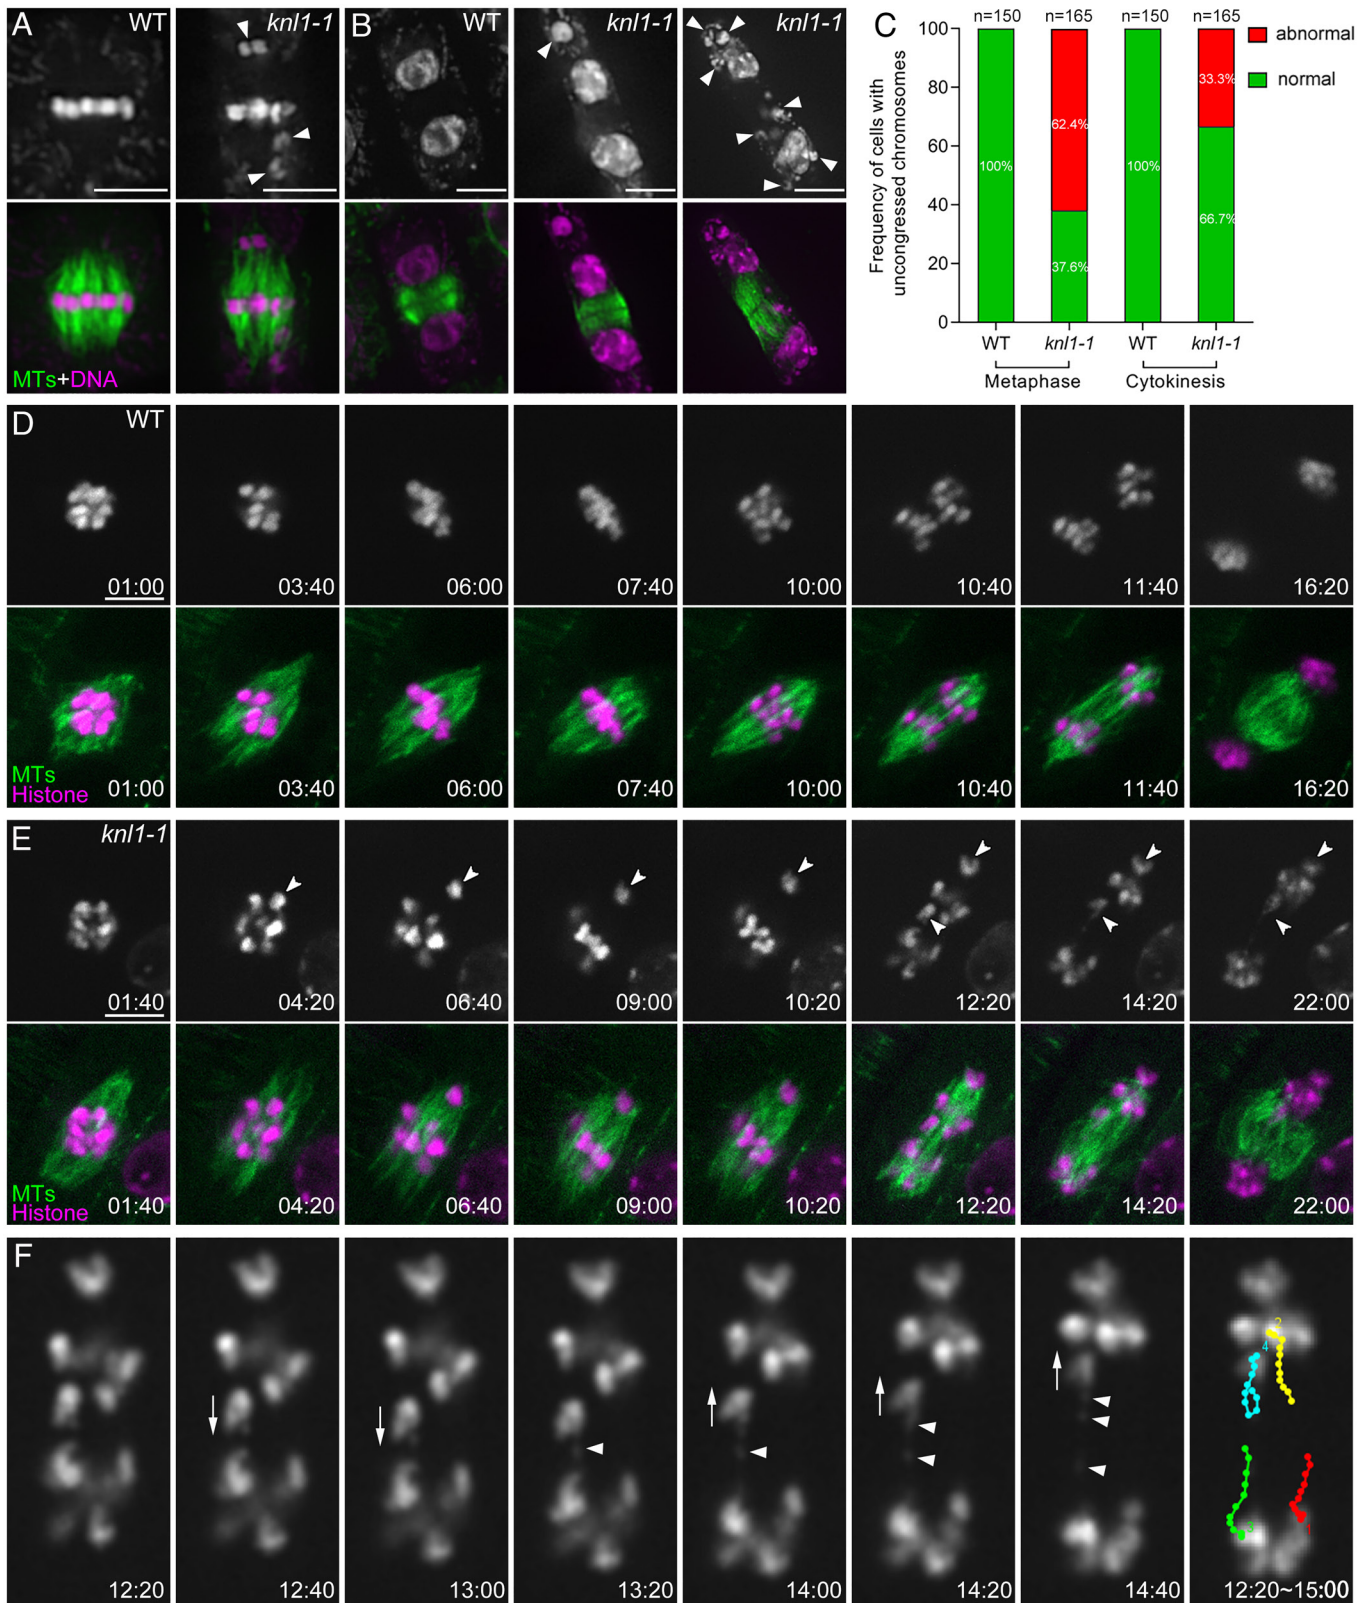 A WT
knl1-1
B WT
knl1-1
knl1-1
MTs+DNA
C
n=150 n=165 n=150 n=165
abnormal
normal
Frequency of cells with
uncongressed chromosomes
100
80
60
40
20
0
100%
62.4%
37.6%
100%
33.3%
66.7%
WT knl1-1 WT knl1-1
Metaphase Cytokinesis
D WT
01:00 03:40 06:00 07:40 10:00 10:40 11:40 16:20
MTs
Histone
01:00 03:40 06:00 07:40 10:00 10:40 11:40 16:20
E knl1-1
01:40 04:20 06:40 09:00 10:20 12:20 14:20 22:00
MTs
Histone
01:40 04:20 06:40 09:00 10:20 12:20 14:20 22:00
F
2
4
3
1
12:20 12:40 13:00 13:20 14:00 14:20 14:40 12:20~15:00